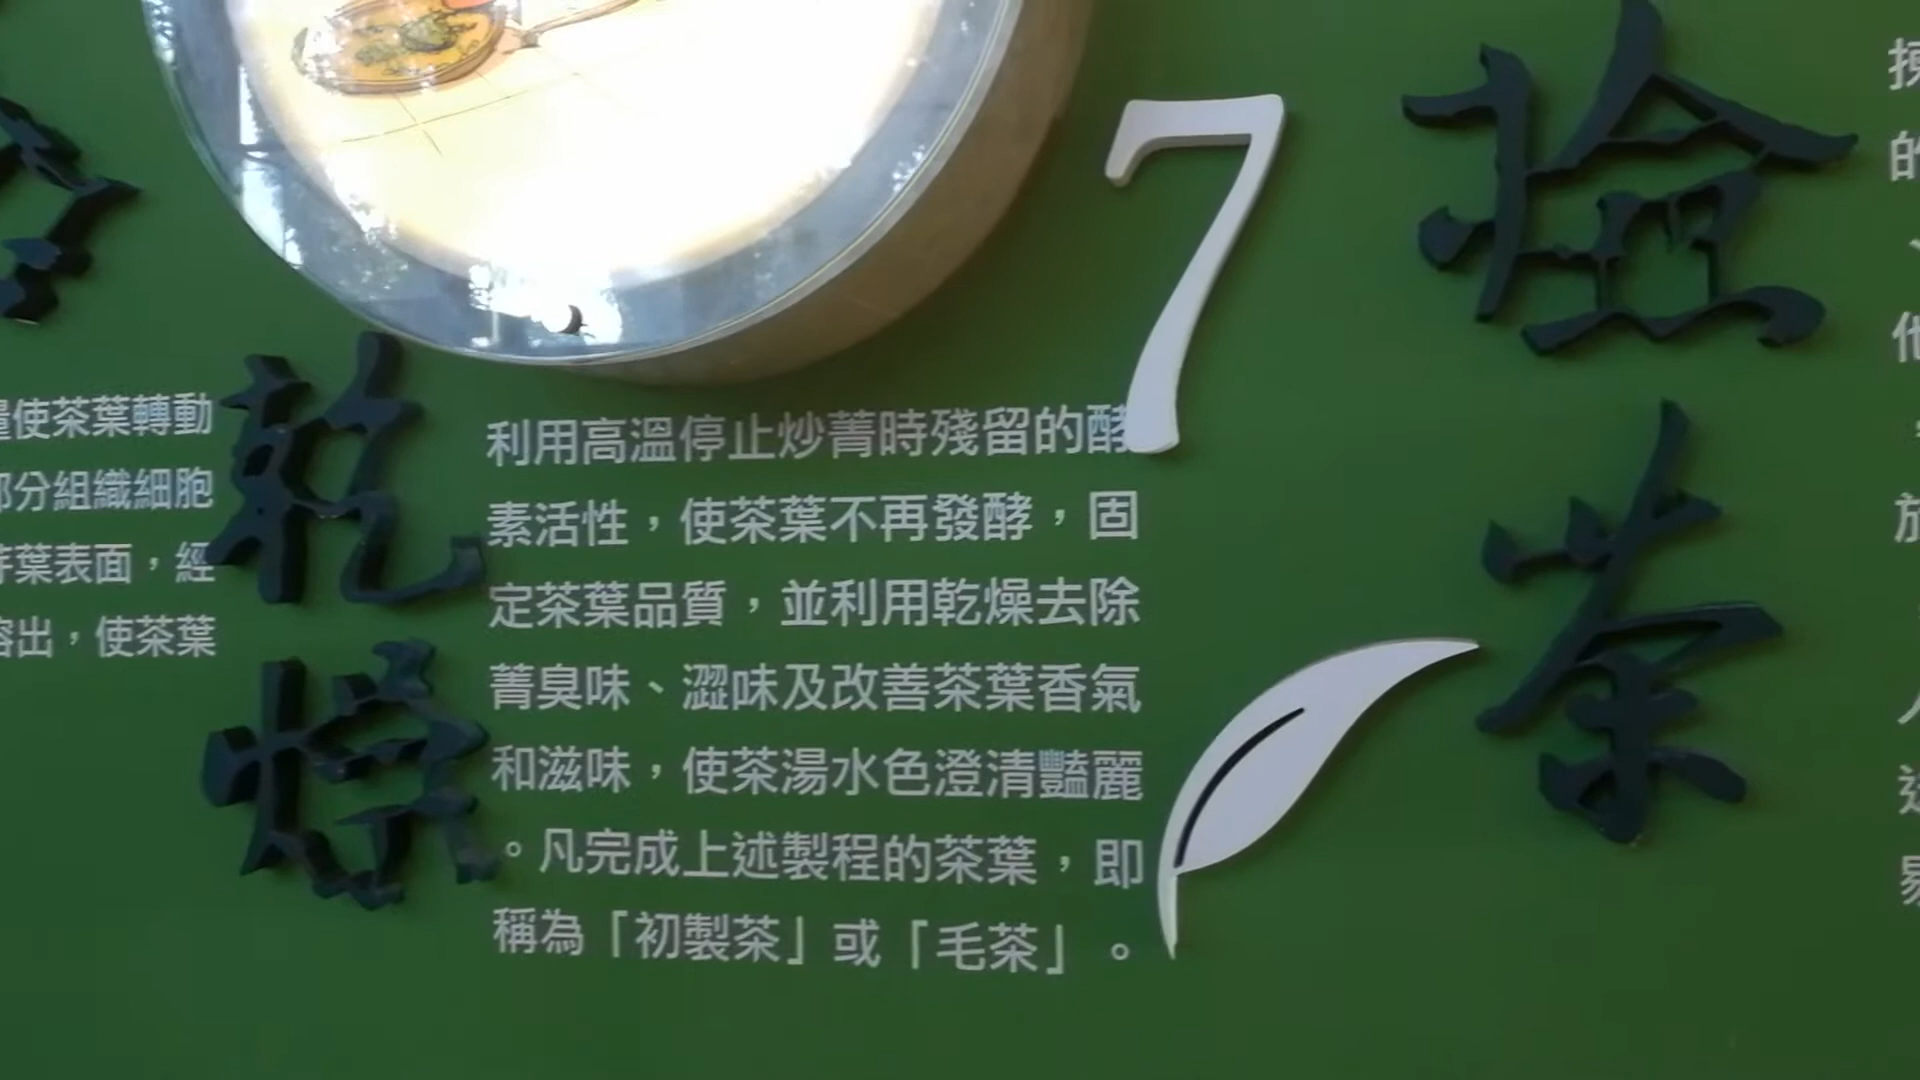 使茶葉轉動
部分組織細胞
葉表面，經
出，使茶葉
乾燥
利用高溫停止炒菁時殘留的酵
素活性，使茶葉不再發酵，固
定茶葉品質，並利用乾燥去除
菁臭味、澀味及改善茶葉香氣
和滋味，使茶湯水色澄清豔麗
。凡完成上述製程的茶葉，即
稱為「初製茶」或「毛茶」。
7
撿茶
的